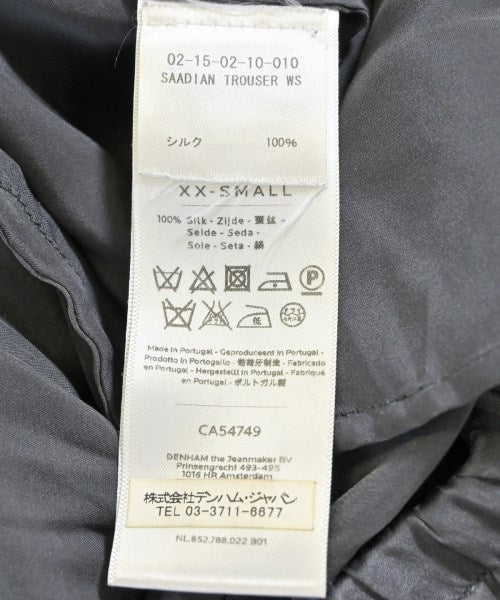 02-15-02-10-010
SAADIAN TROUSER WS
シルク 100%
XX-SMALL
100% Silk - Zijde - 蚕丝 -
Seide - Seda -
Soie - Seta - 絹
P
低
Made in Portugal - Geproduceerd in Portugal -
Prodotto in Portogallo - 葡萄牙制造 - Fabricado
en Portugal - Hergestellt in Portugal - Fabriqué
en Portugal - ポルトガル製
CA54749
DENHAM the Jeanmaker BV
Prinsengracht 493-495
1016 HR Amsterdam
株式会社デンハム・ジャパン
TEL 03-3711-6677
NL.852.788.022 901